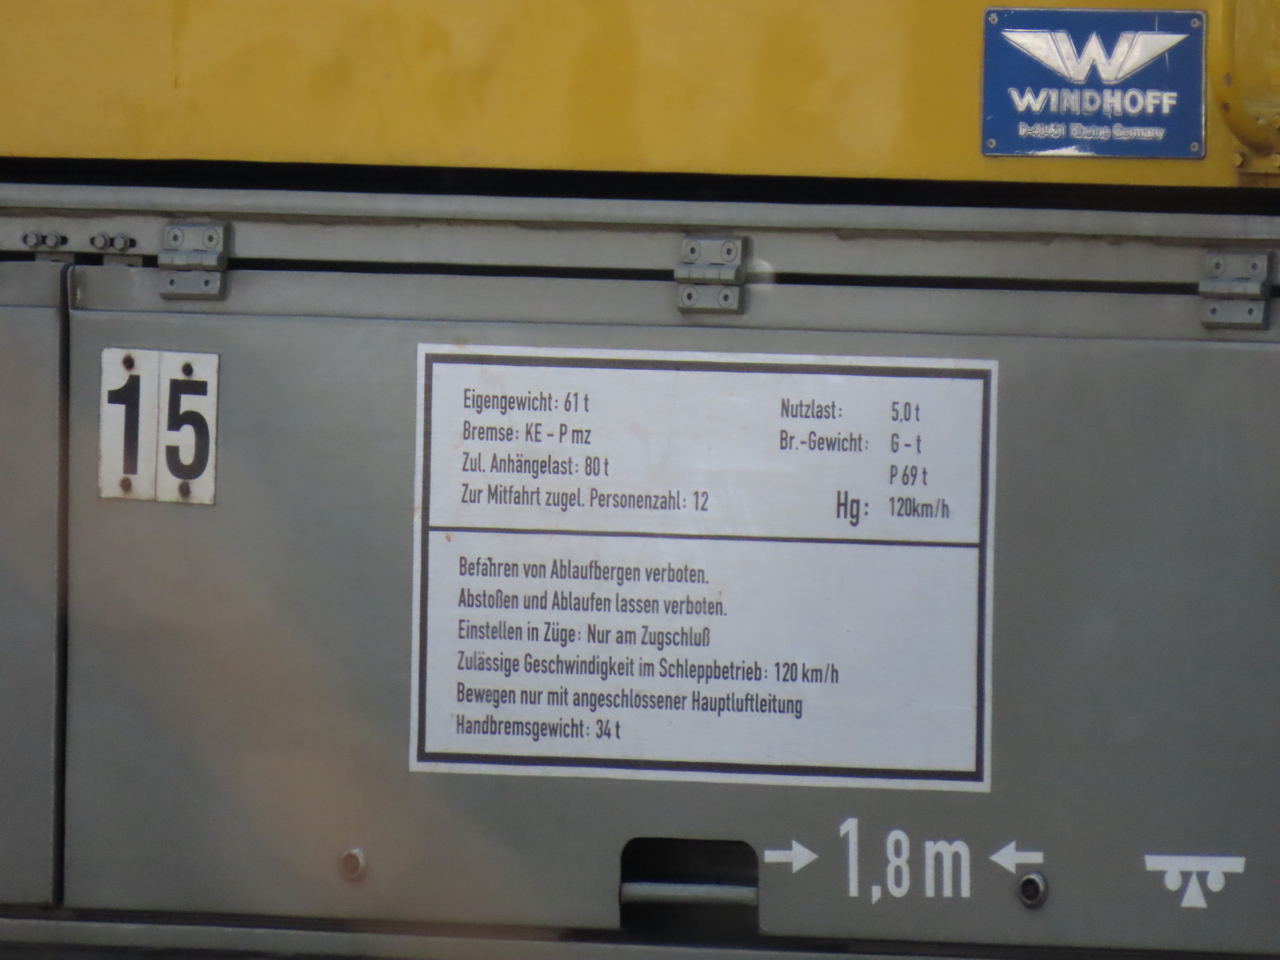 W
WINDHOFF
Germany
15
Eigengewicht: 61 t
Bremse: KE - P mz
Zul. Anhängelast: 80 t
Zur Mitfahrt zugel. Personenzahl: 12
Nutzlast: 5,0 t
Br.-Gewicht: G - t
P 69 t
Hg: 120km/h
Befahren von Ablaufbergen verboten.
Abstoßen und Ablaufen lassen verboten.
Einstellen in Züge: Nur am Zugschluß
Zulässige Geschwindigkeit im Schleppbetrieb: 120 km/h
Bewegen nur mit angeschlossener Hauptluftleitung
Handbremsgewicht: 34 t
1,8 m